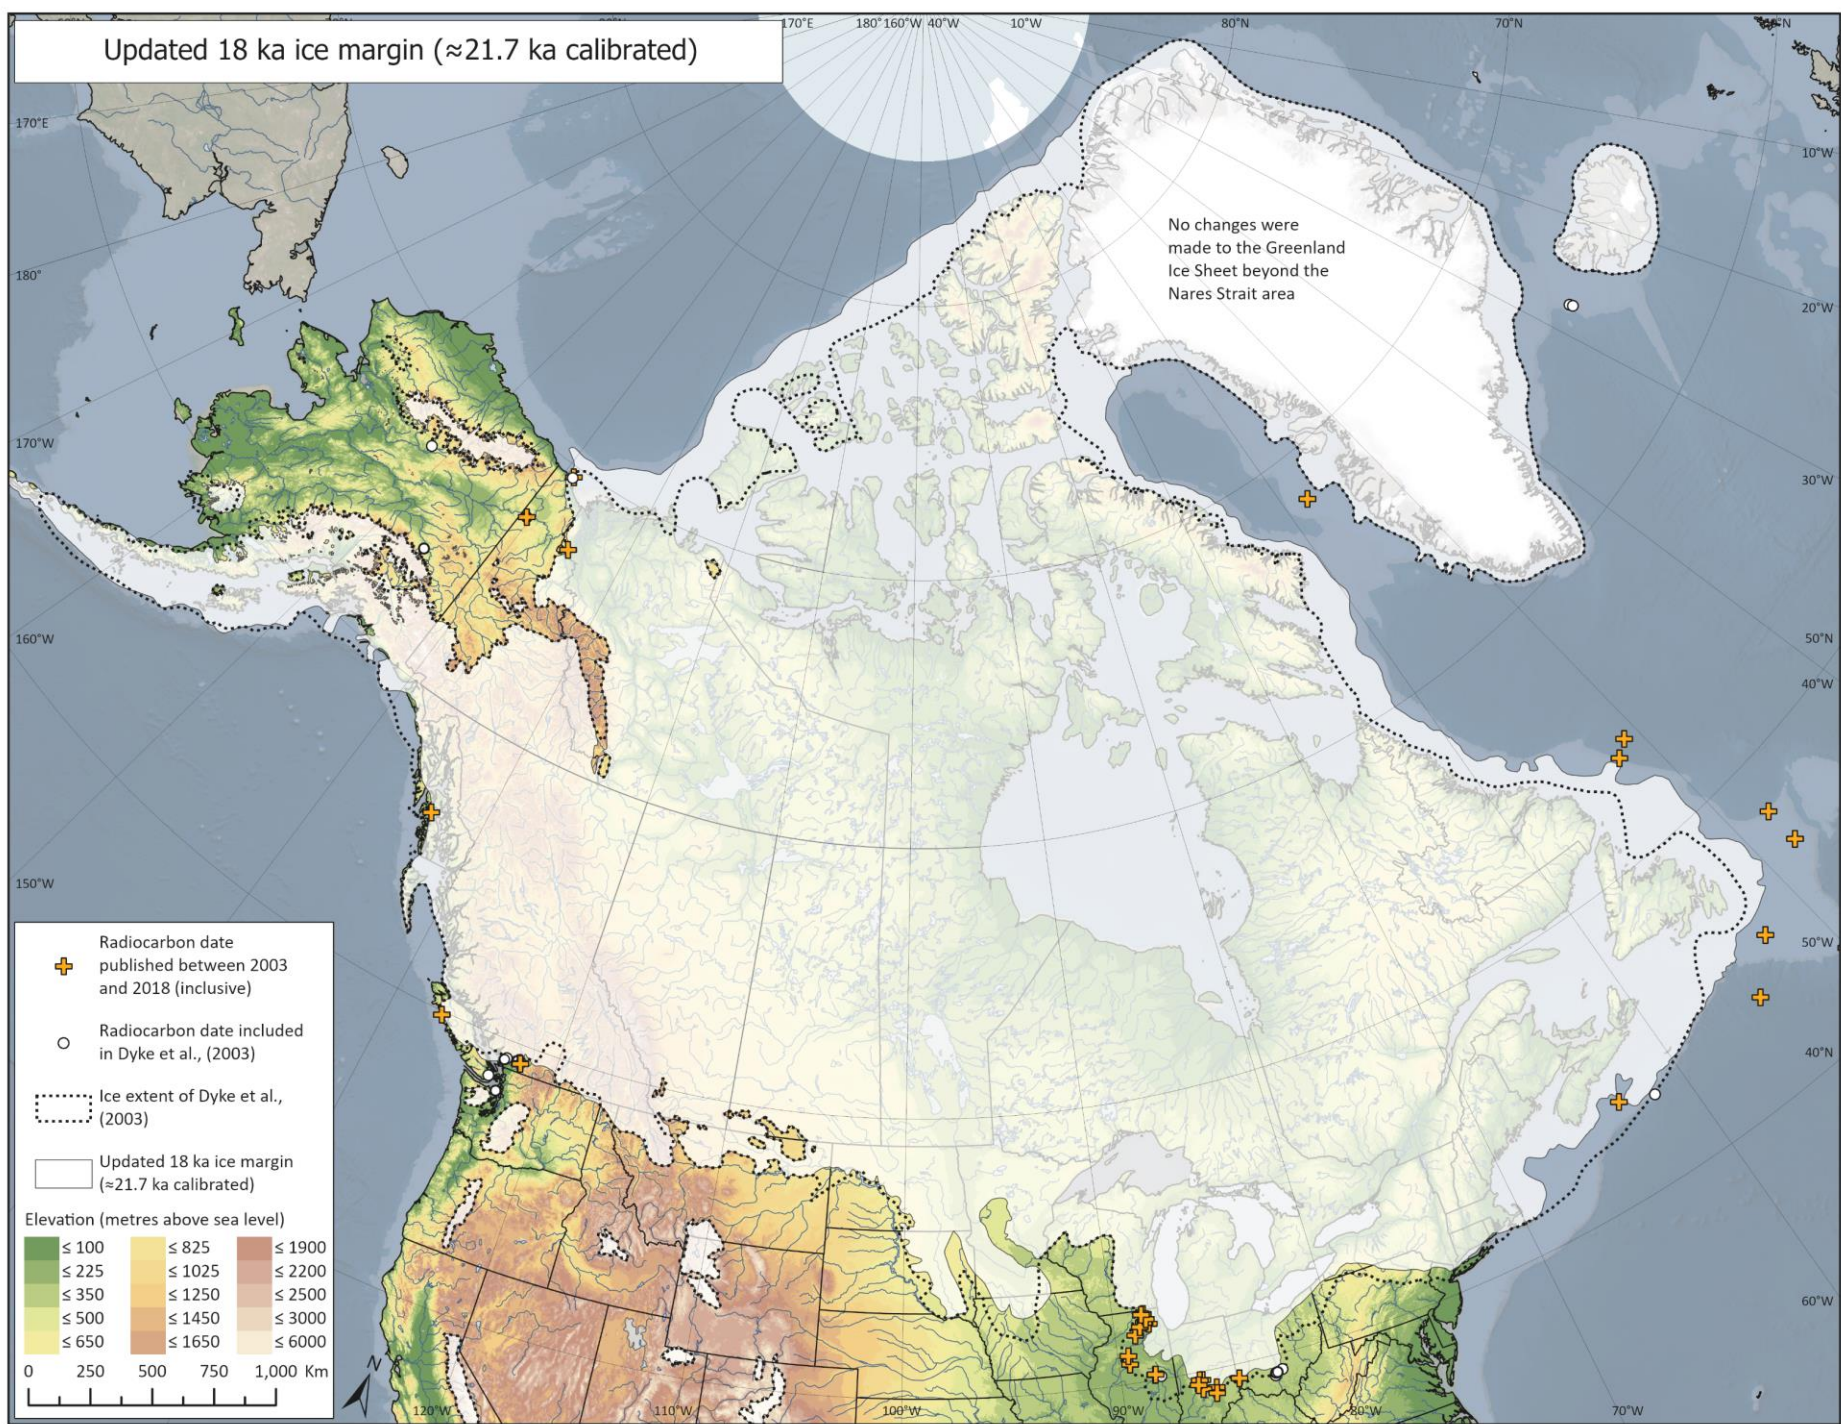 Updated 18 ka ice margin (≈21.7 ka calibrated)
170°E
180°
160°W
40°W
10°W
80°N
70°N
170°E
10°W
No changes were
made to the Greenland
Ice Sheet beyond the
Nares Strait area
180°
20°W
170°W
30°W
160°W
50°N
40°W
150°W
50°W
40°N
60°W
Radiocarbon date
published between 2003
and 2018 (inclusive)
Radiocarbon date included
in Dyke et al., (2003)
Ice extent of Dyke et al.,
(2003)
Updated 18 ka ice margin
(≈21.7 ka calibrated)
Elevation (metres above sea level)
≤ 100 ≤ 825 ≤ 1900
≤ 225 ≤ 1025 ≤ 2200
≤ 350 ≤ 1250 ≤ 2500
≤ 500 ≤ 1450 ≤ 3000
≤ 650 ≤ 1650 ≤ 6000
0 250 500 750 1,000 Km
N
120°W
110°W
100°W
90°W
80°W
70°W